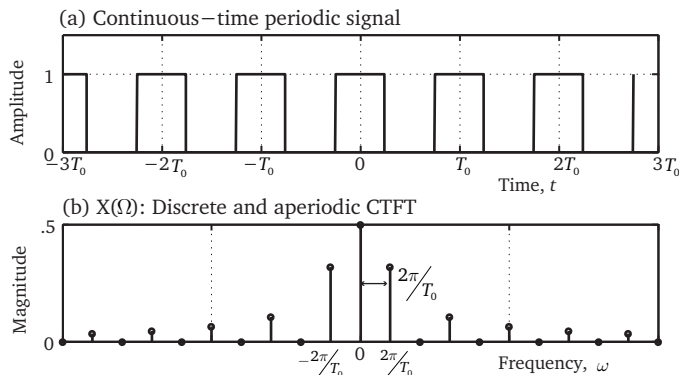 (a) Continuous−time periodic signal
Amplitude
1
0
−3T₀ −2T₀ −T₀ 0 T₀ 2T₀ 3T₀
Time, t
(b) X(Ω): Discrete and aperiodic CTFT
Magnitude
.5
0
2π/T₀
−2π/T₀ 0 2π/T₀
Frequency, ω